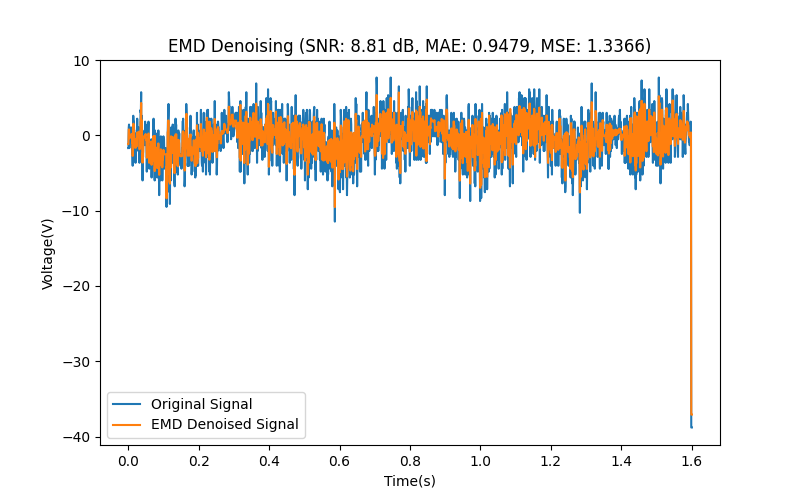 EMD Denoising (SNR: 8.81 dB, MAE: 0.9479, MSE: 1.3366)
10
0
−10
−20
−30
−40
Voltage(V)
Original Signal
EMD Denoised Signal
0.0 0.2 0.4 0.6 0.8 1.0 1.2 1.4 1.6
Time(s)